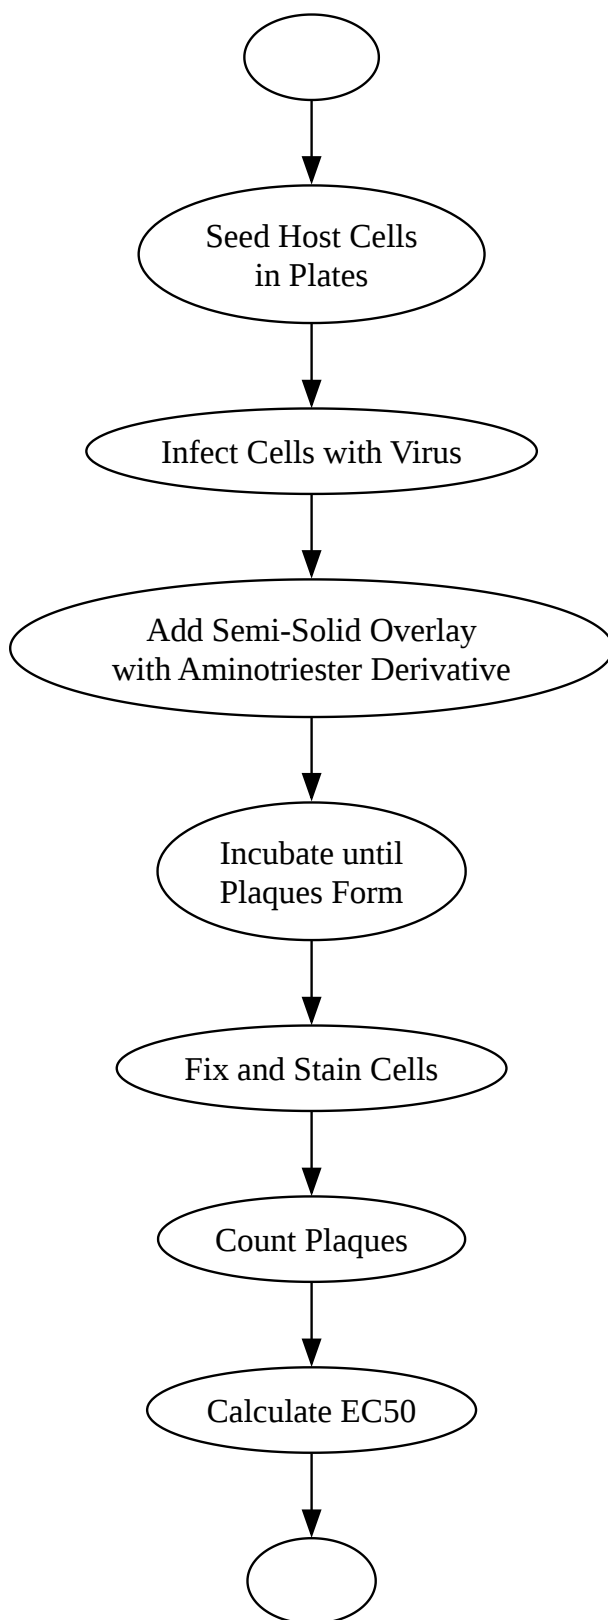 Seed Host Cells
in Plates
Infect Cells with Virus
Add Semi-Solid Overlay
with Aminotriester Derivative
Incubate until
Plaques Form
Fix and Stain Cells
Count Plaques
Calculate EC50